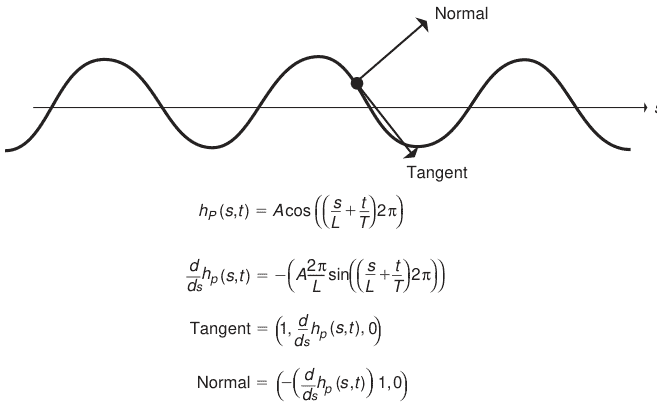 Normal
s
Tangent
h_P(s,t) = A cos((s/L + t/T)2π)
d/ds h_p(s,t) = -(A 2π/L sin((s/L + t/T)2π))
Tangent = (1, d/ds h_p(s,t), 0)
Normal = (-(d/ds h_p(s,t)) 1,0)